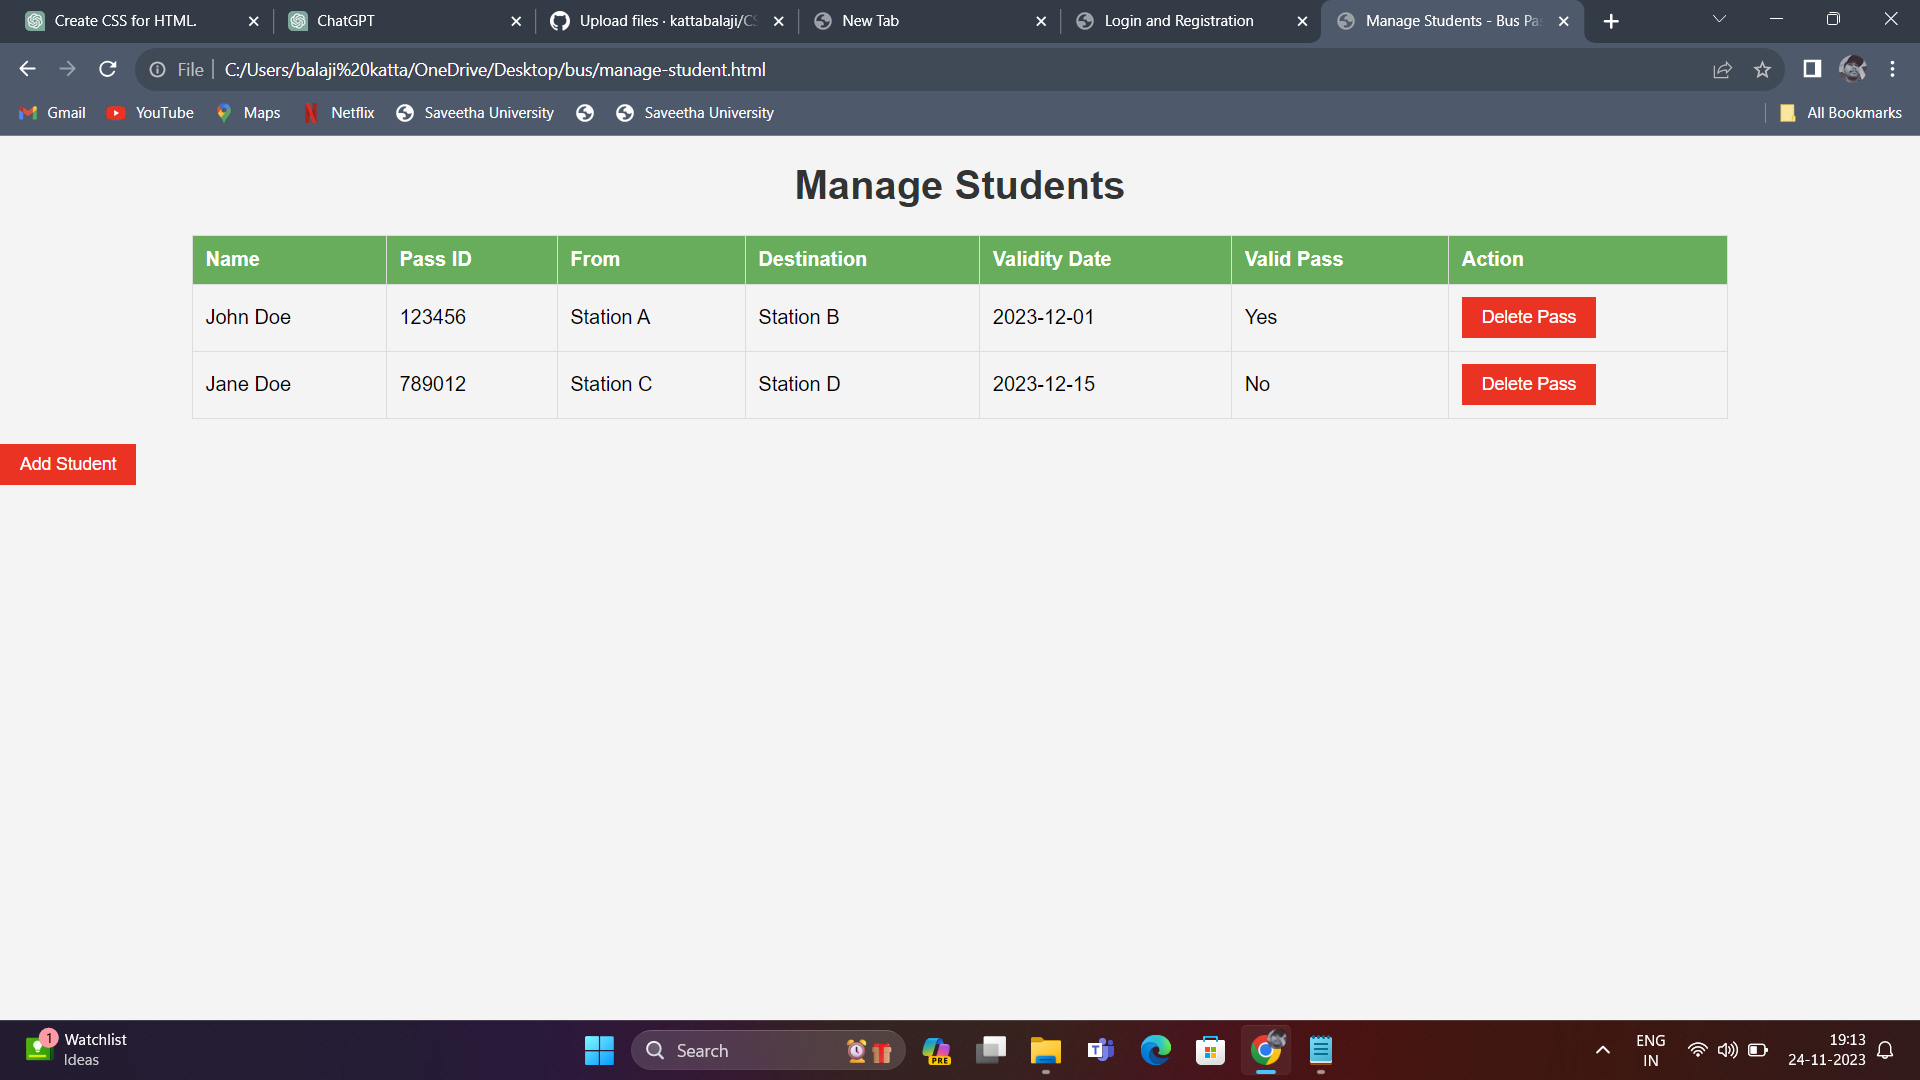 Create CSS for HTML.
ChatGPT
Upload files · kattabalaji/CS
New Tab
Login and Registration
Manage Students - Bus Pa
File
C:/Users/balaji%20katta/OneDrive/Desktop/bus/manage-student.html
Gmail
YouTube
Maps
Netflix
Saveetha University
Saveetha University
All Bookmarks
Manage Students
Name Pass ID From Destination Validity Date Valid Pass Action
John Doe 123456 Station A Station B 2023-12-01 Yes Delete Pass
Jane Doe 789012 Station C Station D 2023-12-15 No Delete Pass
Add Student
1
Watchlist
Ideas
Search
PRE
ENG
IN
19:13
24-11-2023